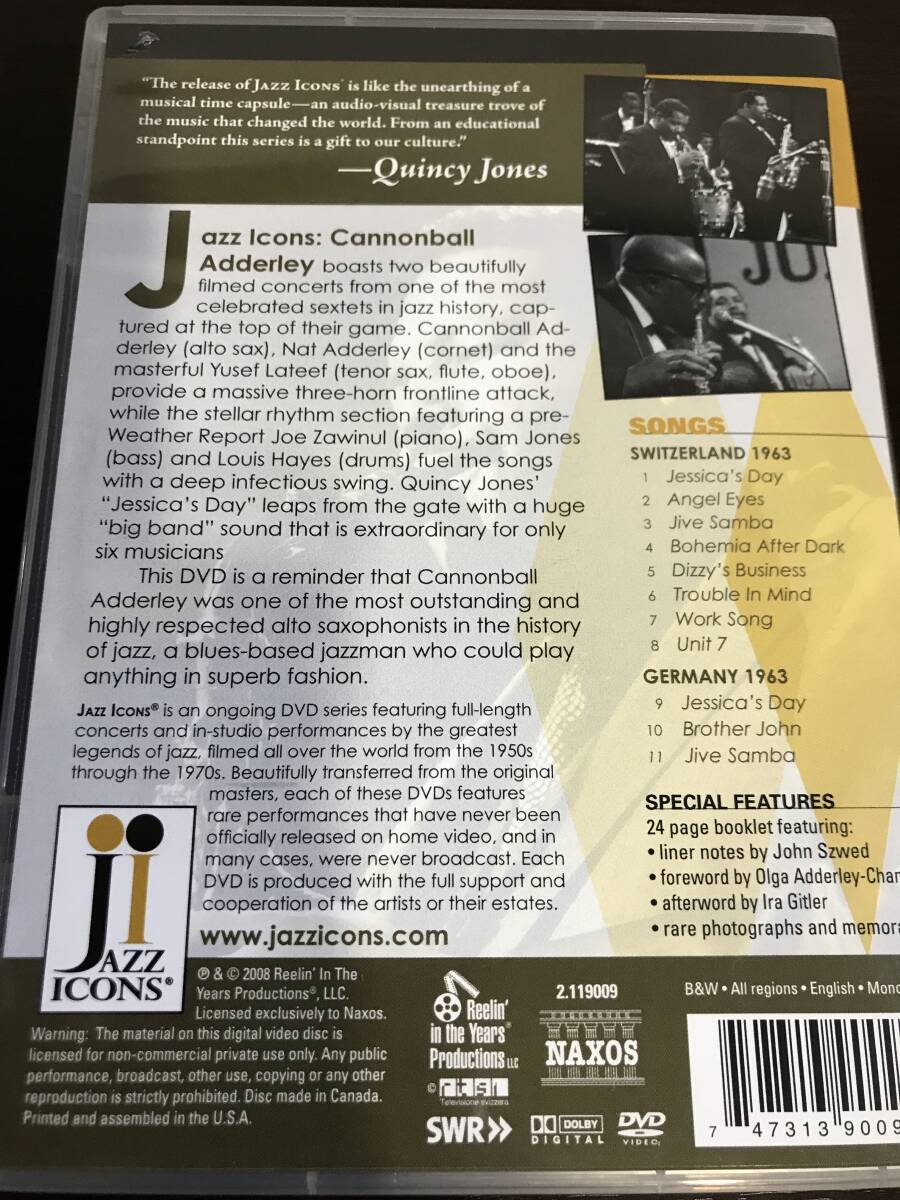 “The release of JAZZ ICONS® is like the unearthing of a
musical time capsule—an audio-visual treasure trove of
the music that changed the world. From an educational
standpoint this series is a gift to our culture.”
—Quincy Jones
Jazz Icons: Cannonball
Adderley boasts two beautifully
filmed concerts from one of the most
celebrated sextets in jazz history, cap-
tured at the top of their game. Cannonball Ad-
derley (alto sax), Nat Adderley (cornet) and the
masterful Yusef Lateef (tenor sax, flute, oboe),
provide a massive three-horn frontline attack,
while the stellar rhythm section featuring a pre-
Weather Report Joe Zawinul (piano), Sam Jones
(bass) and Louis Hayes (drums) fuel the songs
with a deep infectious swing. Quincy Jones’
“Jessica’s Day” leaps from the gate with a huge
“big band” sound that is extraordinary for only
six musicians
This DVD is a reminder that Cannonball
Adderley was one of the most outstanding and
highly respected alto saxophonists in the history
of jazz, a blues-based jazzman who could play
anything in superb fashion.
JAZZ ICONS® is an ongoing DVD series featuring full-length
concerts and in-studio performances by the greatest
legends of jazz, filmed all over the world from the 1950s
through the 1970s. Beautifully transferred from the original
masters, each of these DVDs features
rare performances that have never been
officially released on home video, and in
many cases, were never broadcast. Each
DVD is produced with the full support and
cooperation of the artists or their estates.
www.jazzicons.com
SONGS
SWITZERLAND 1963
1 Jessica’s Day
2 Angel Eyes
3 Jive Samba
4 Bohemia After Dark
5 Dizzy’s Business
6 Trouble In Mind
7 Work Song
8 Unit 7
GERMANY 1963
9 Jessica’s Day
10 Brother John
11 Jive Samba
SPECIAL FEATURES
24 page booklet featuring:
• liner notes by John Szwed
• foreword by Olga Adderley-Chan
• afterword by Ira Gitler
• rare photographs and memora
ji
JAZZ
ICONS®
℗ & © 2008 Reelin’ In The
Years Productions®, LLC.
Licensed exclusively to Naxos.
Warning: The material on this digital video disc is
licensed for non-commercial private use only. Any public
performance, broadcast, other use, copying or any other
reproduction is strictly prohibited. Disc made in Canada.
Printed and assembled in the U.S.A.
Reelin’
in the Years®
Productions LLC
© rtsi
Televisione svizzera
SWR
2.119009
NAXOS
DOLBY
DIGITAL
DVD
VIDEO
B&W • All regions • English • Mono
7 47313 9009